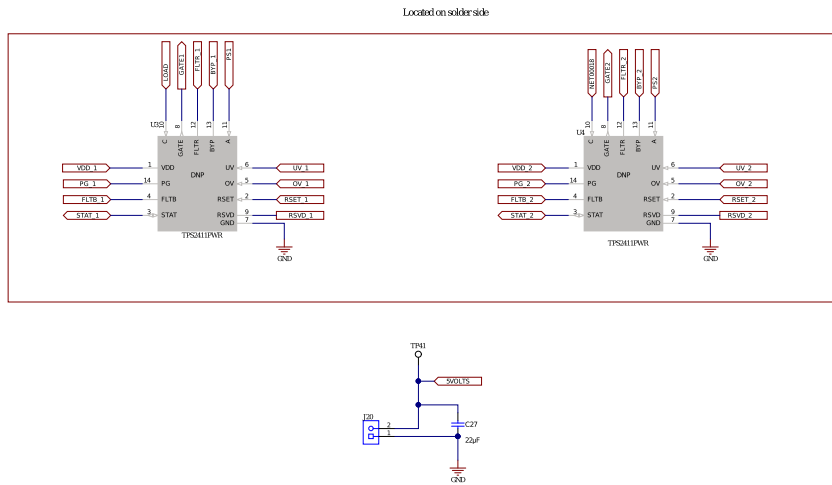 Located on solder side
LOAD GATE1 FLTR_1 BYP_1 PS1
NET00018 GATE2 FLTR_2 BYP_2 PS2
U3 10 8 12 13 11
U4 10 8 12 13 11
C GATE FLTR BYP A
C GATE FLTR BYP A
VDD_1 1 VDD UV 6 UV_1
VDD_2 1 VDD UV 6 UV_2
DNP
DNP
PG_1 14 PG OV 5 OV_1
PG_2 14 PG OV 5 OV_2
FLTB_1 4 FLTB RSET 2 RSET_1
FLTB_2 4 FLTB RSET 2 RSET_2
STAT_1 3 STAT RSVD 9 RSVD_1
STAT_2 3 STAT RSVD 9 RSVD_2
GND 7
GND 7
TPS2411PWR
TPS2411PWR
GND
GND
TP41
5VOLTS
J20
2
1
C27
22µF
GND